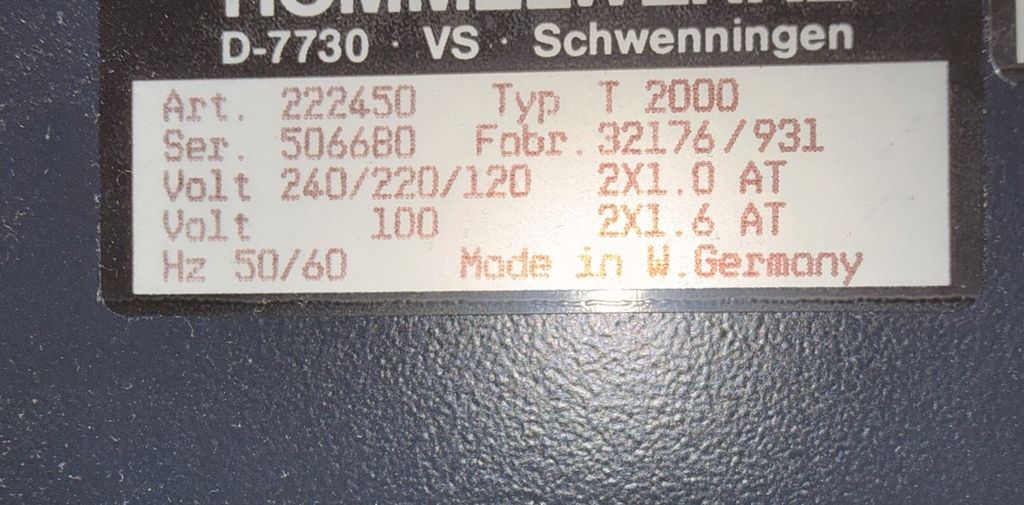 HOMMELWERKE
D-7730 · VS · Schwenningen
Art. 222450 Typ T 2000
Ser. 506680 Fabr. 32176/931
Volt 240/220/120 2X1.0 AT
Volt 100 2X1.6 AT
Hz 50/60 Made in W.Germany